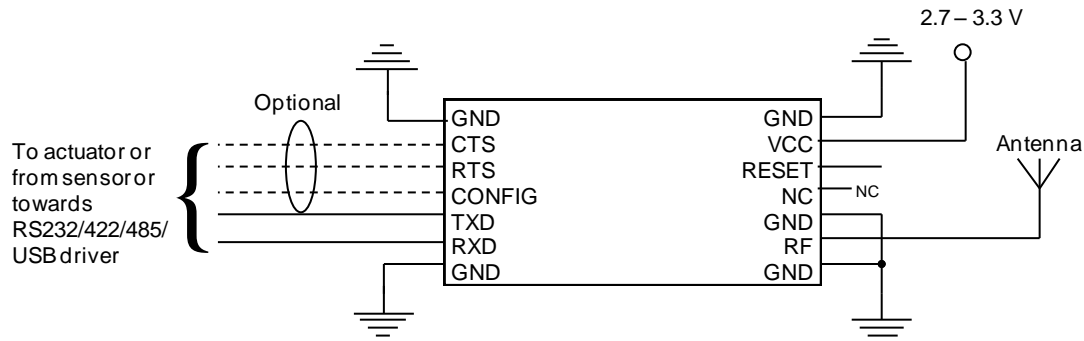 2.7 – 3.3 V
Optional
To actuator or
from sensor or
towards
RS232/422/485/
USB driver
GND
CTS
RTS
CONFIG
TXD
RXD
GND
GND
VCC
RESET
NC
GND
RF
GND
NC
Antenna